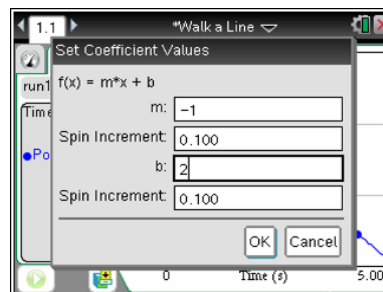 1.1 *Walk a Line
Set Coefficient Values
run1
f(x) = m*x + b
m: -1
Time
Spin Increment: 0.100
Po
b: 2
Spin Increment: 0.100
OK Cancel
0 Time (s) 5.00